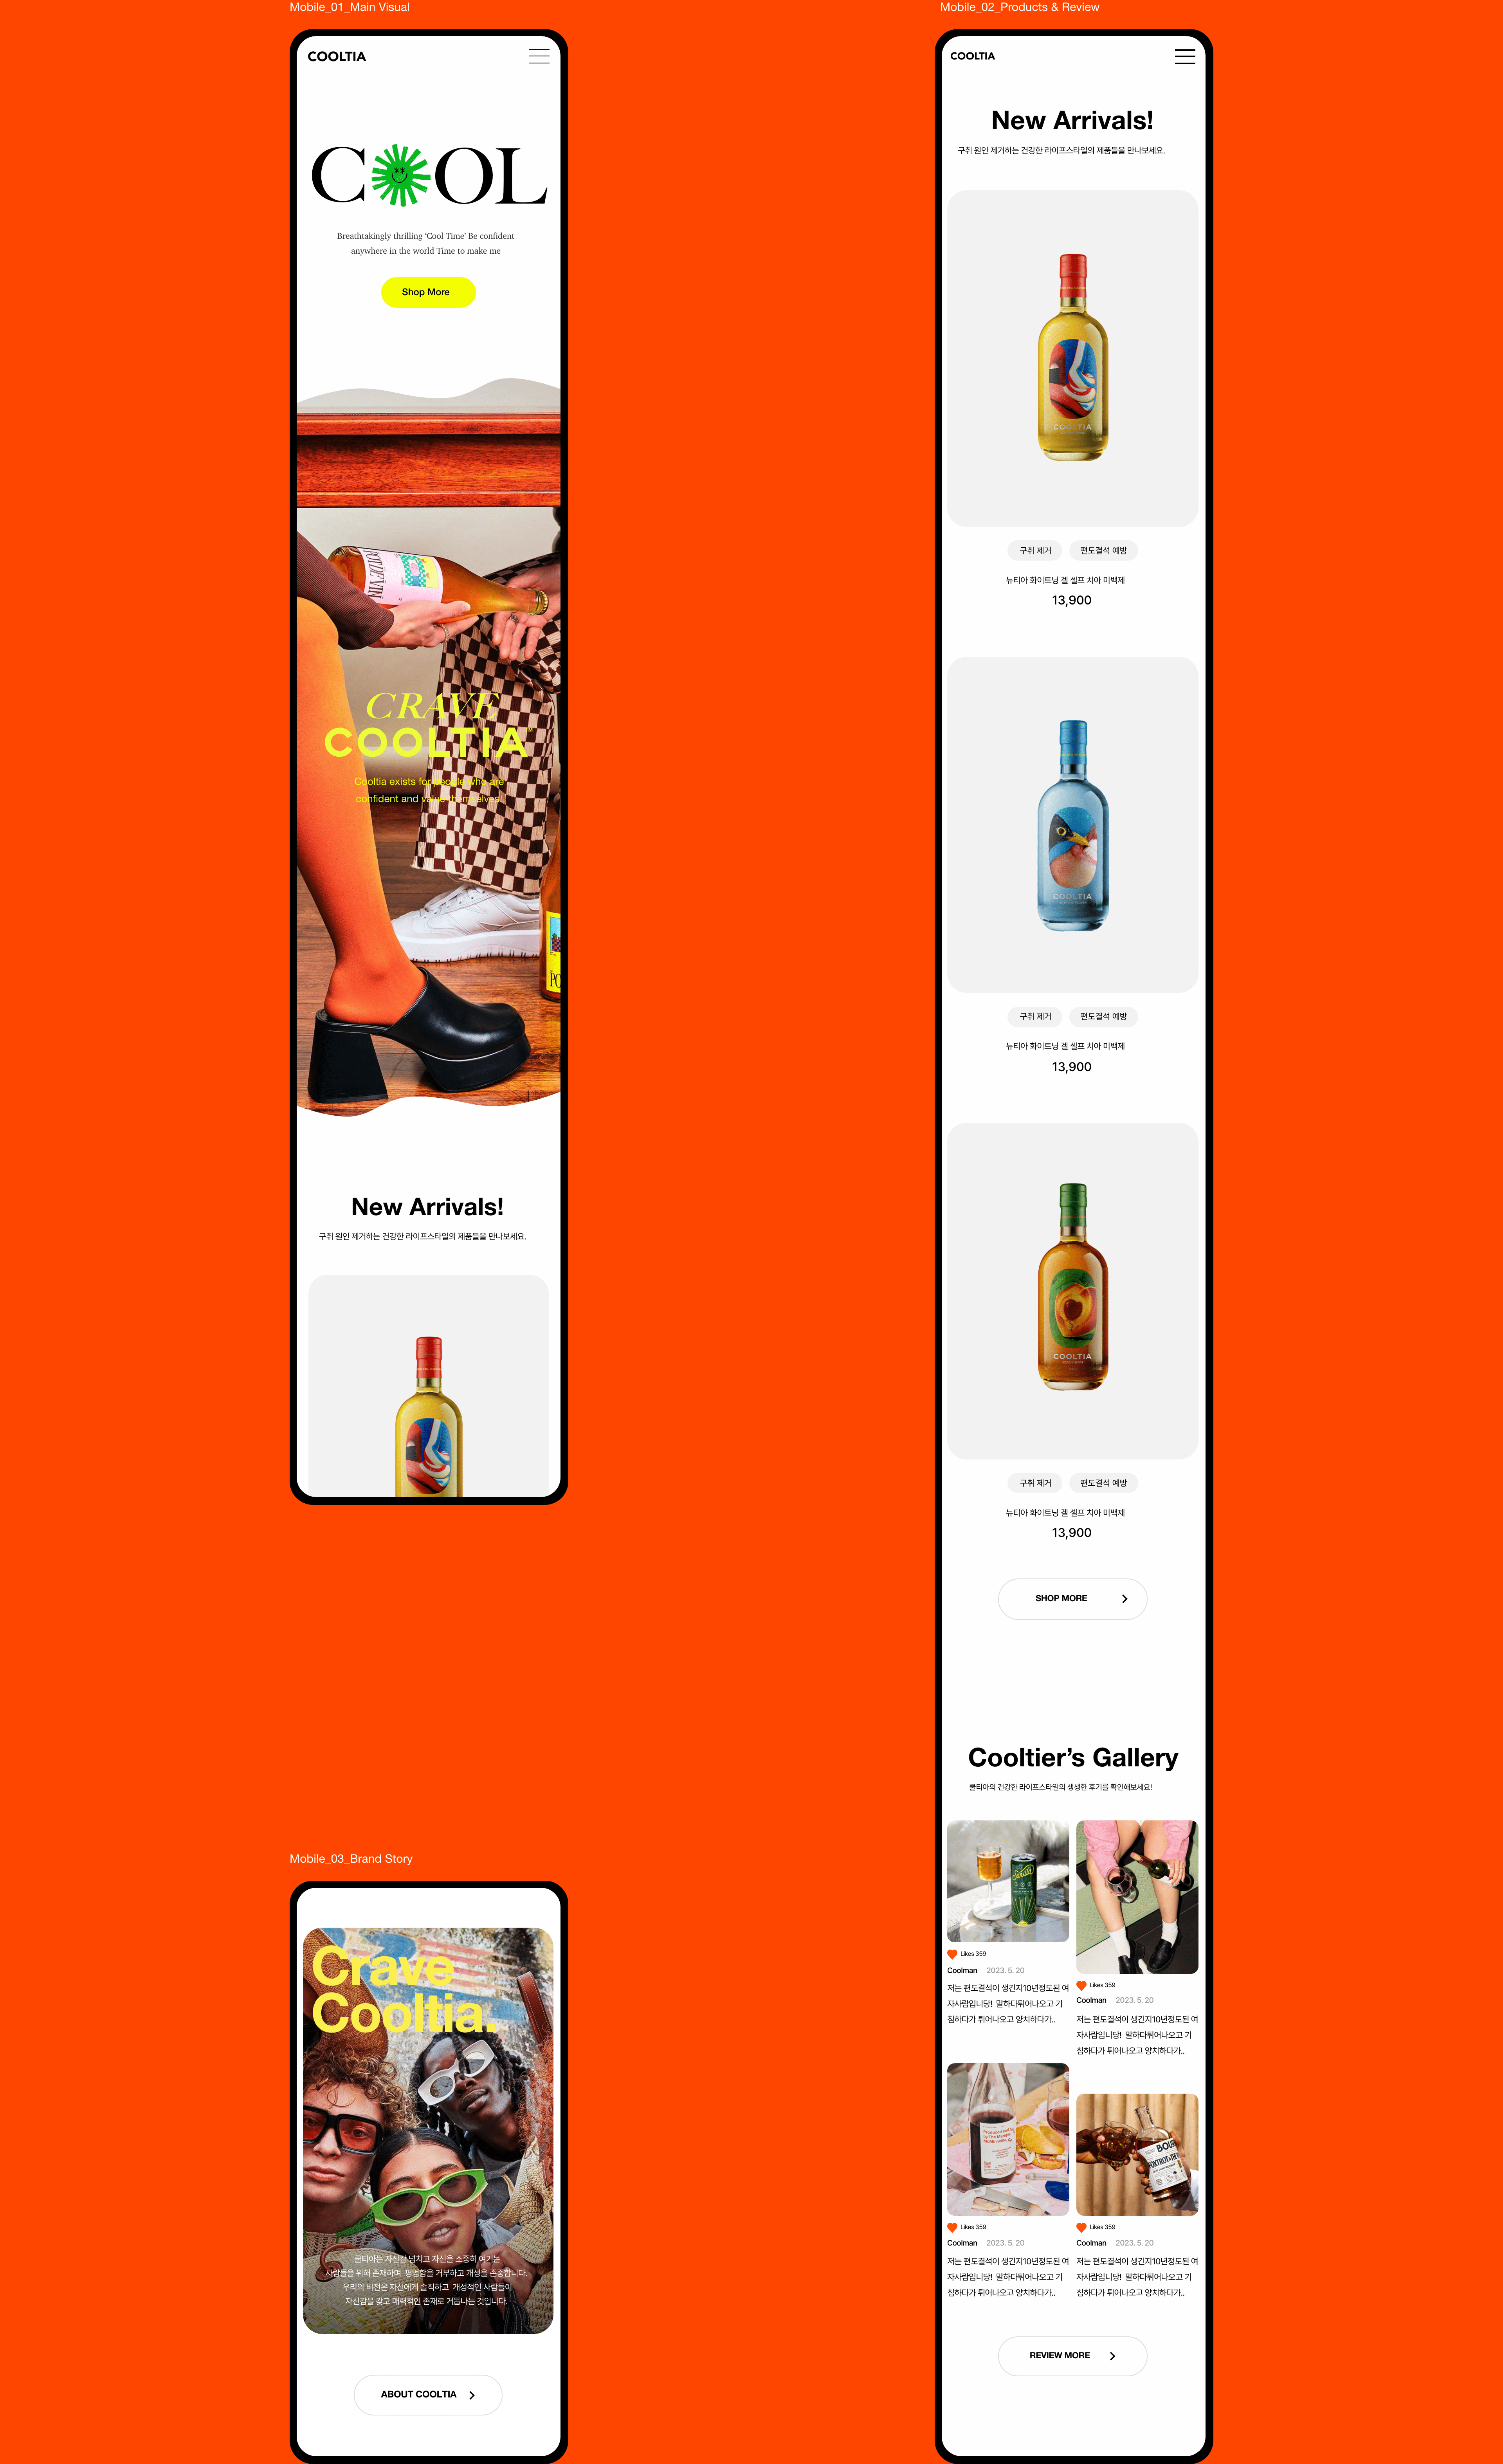 Mobile_01_Main Visual
COOLTIA
COOL
Breathtakingly thrilling ‘Cool Time’ Be confident
anywhere in the world Time to make me
Shop More
CRAVE
COOLTIA
Cooltia exists for people who are
confident and value themselves.
New Arrivals!
구취 원인 제거하는 건강한 라이프스타일의 제품들을 만나보세요.
Mobile_02_Products & Review
COOLTIA
New Arrivals!
구취 원인 제거하는 건강한 라이프스타일의 제품들을 만나보세요.
COOLTIA
구취 제거
편도결석 예방
뉴티아 화이트닝 겔 셀프 치아 미백제
13,900
COOLTIA
구취 제거
편도결석 예방
뉴티아 화이트닝 겔 셀프 치아 미백제
13,900
COOLTIA
구취 제거
편도결석 예방
뉴티아 화이트닝 겔 셀프 치아 미백제
13,900
SHOP MORE
Cooltier’s Gallery
쿨티아의 건강한 라이프스타일의 생생한 후기를 확인해보세요!
Likes 359
Coolman 2023. 5. 20
저는 편도결석이 생긴지10년정도된 여
자사람입니당! 말하다튀어나오고 기
침하다가 튀어나오고 양치하다가..
Likes 359
Coolman 2023. 5. 20
저는 편도결석이 생긴지10년정도된 여
자사람입니당! 말하다튀어나오고 기
침하다가 튀어나오고 양치하다가..
Likes 359
Coolman 2023. 5. 20
저는 편도결석이 생긴지10년정도된 여
자사람입니당! 말하다튀어나오고 기
침하다가 튀어나오고 양치하다가..
Likes 359
Coolman 2023. 5. 20
저는 편도결석이 생긴지10년정도된 여
자사람입니당! 말하다튀어나오고 기
침하다가 튀어나오고 양치하다가..
REVIEW MORE
Mobile_03_Brand Story
Crave
Cooltia.
쿨티아는 자신감 넘치고 자신을 소중히 여기는
사람들을 위해 존재하며 평범함을 거부하고 개성을 존중합니다.
우리의 비전은 자신에게 솔직하고 개성적인 사람들이
자신감을 갖고 매력적인 존재로 거듭나는 것입니다.
ABOUT COOLTIA